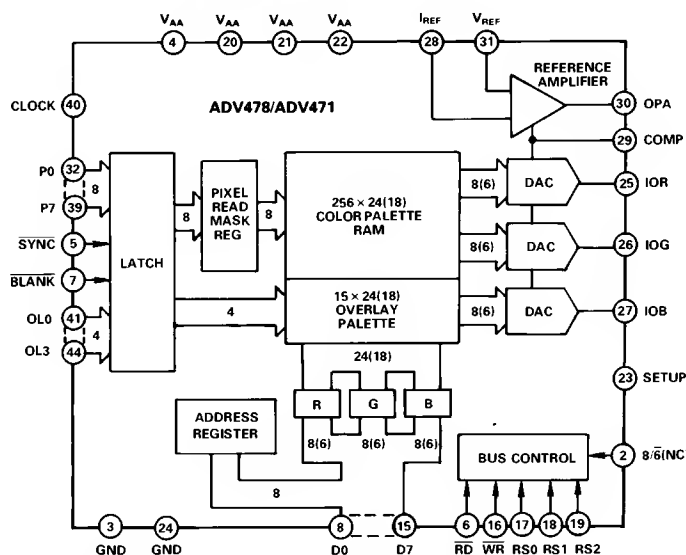 VAA VAA VAA VAA IREF VREF
4 20 21 22 28 31
REFERENCE
AMPLIFIER
CLOCK 40
ADV478/ADV471
30 OPA
29 COMP
P0 32
8
P7 39
SYNC 5
BLANK 7
OL0 41
4
OL3 44
LATCH
8
PIXEL
READ
MASK
REG
8
256 × 24(18)
COLOR PALETTE
RAM
8(6) DAC 25 IOR
8(6) DAC 26 IOG
4
15 × 24(18)
OVERLAY
PALETTE
8(6) DAC 27 IOB
24(18)
23 SETUP
R G B
8(6) 8(6) 8(6)
ADDRESS
REGISTER
8
BUS CONTROL
2 8/6̅(NC)
3 24 8 15 6 16 17 18 19
GND GND D0 D7 RD WR RS0 RS1 RS2